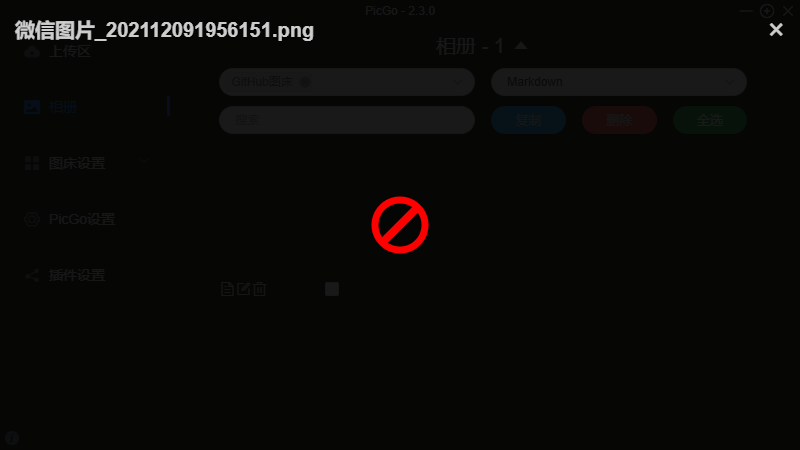 PicGo - 2.3.0
微信图片_202112091956151.png
上传区
相册 - 1
GitHub图床
Markdown
相册
搜索
复制
删除
全选
图床设置
PicGo设置
插件设置